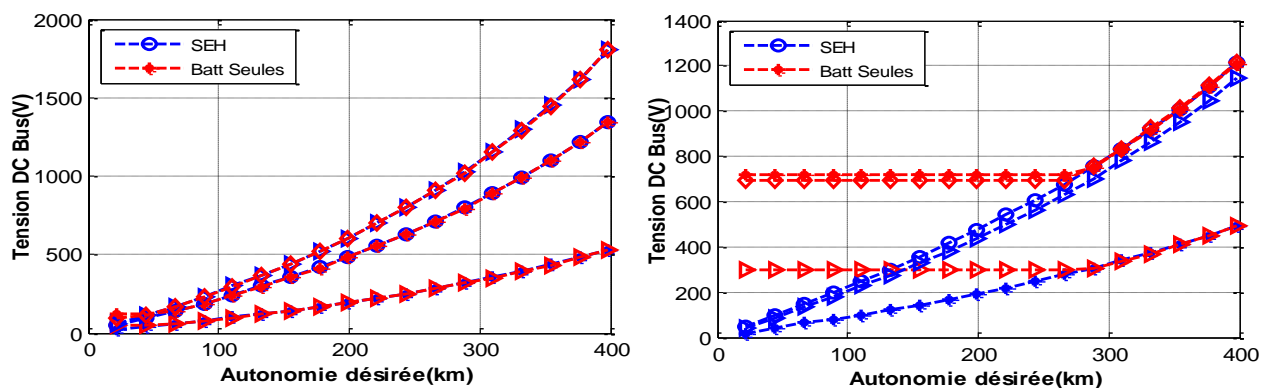 Tension DC Bus(V)
2000
1500
1000
500
0
SEH
Batt Seules
0 100 200 300 400
Autonomie désirée(km)
Tension DC Bus(V)
1400
1200
1000
800
600
400
200
0
SEH
Batt Seules
0 100 200 300 400
Autonomie désirée(km)